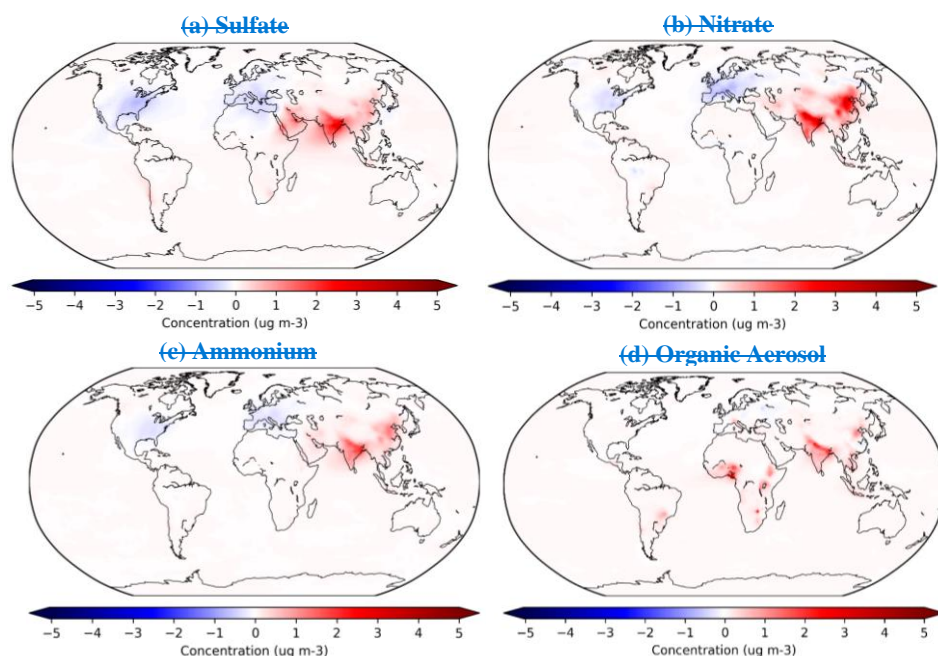 (a) Sulfate
(b) Nitrate
−5 −4 −3 −2 −1 0 1 2 3 4 5
Concentration (ug m-3)
−5 −4 −3 −2 −1 0 1 2 3 4 5
Concentration (ug m-3)
(c) Ammonium
(d) Organic Aerosol
−5 −4 −3 −2 −1 0 1 2 3 4 5
Concentration (ug m-3)
−5 −4 −3 −2 −1 0 1 2 3 4 5
Concentration (ug m-3)